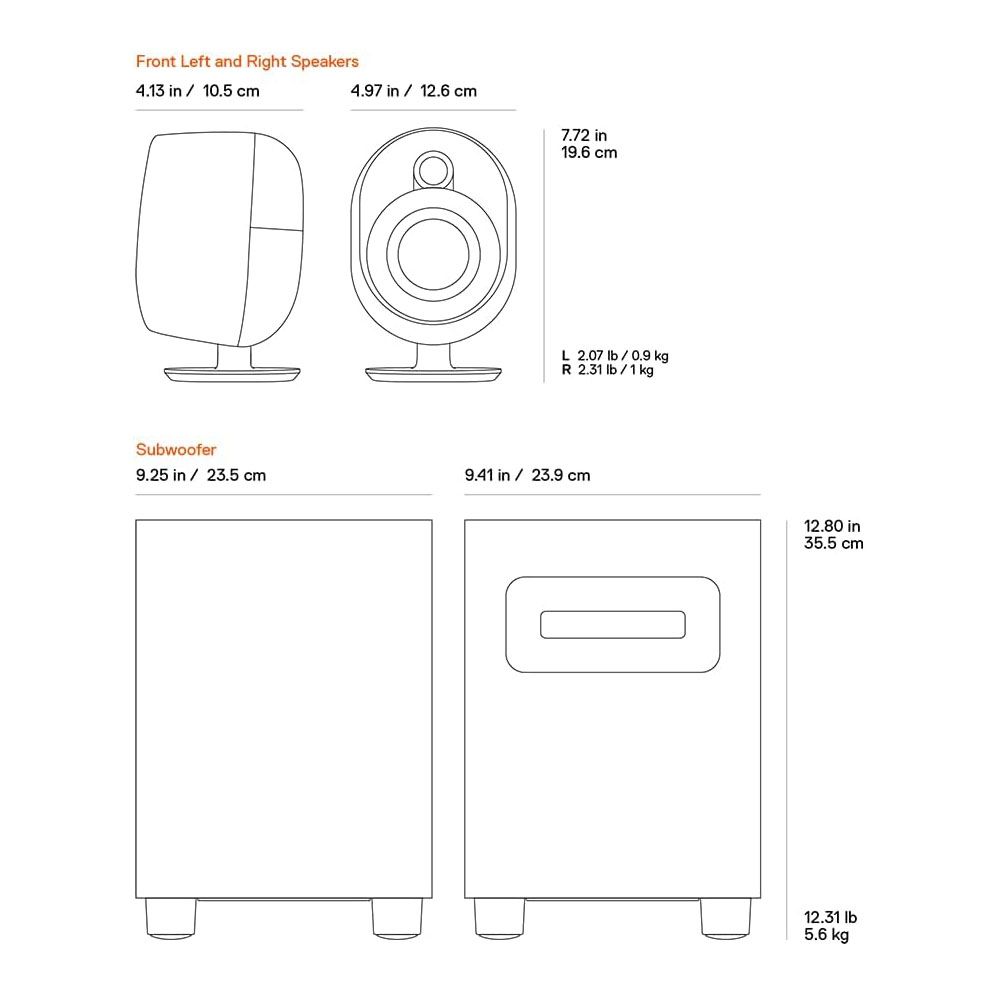 Front Left and Right Speakers
4.13 in / 10.5 cm
4.97 in / 12.6 cm
7.72 in
19.6 cm
L 2.07 lb / 0.9 kg
R 2.31 lb / 1 kg
Subwoofer
9.25 in / 23.5 cm
9.41 in / 23.9 cm
12.80 in
35.5 cm
12.31 lb
5.6 kg